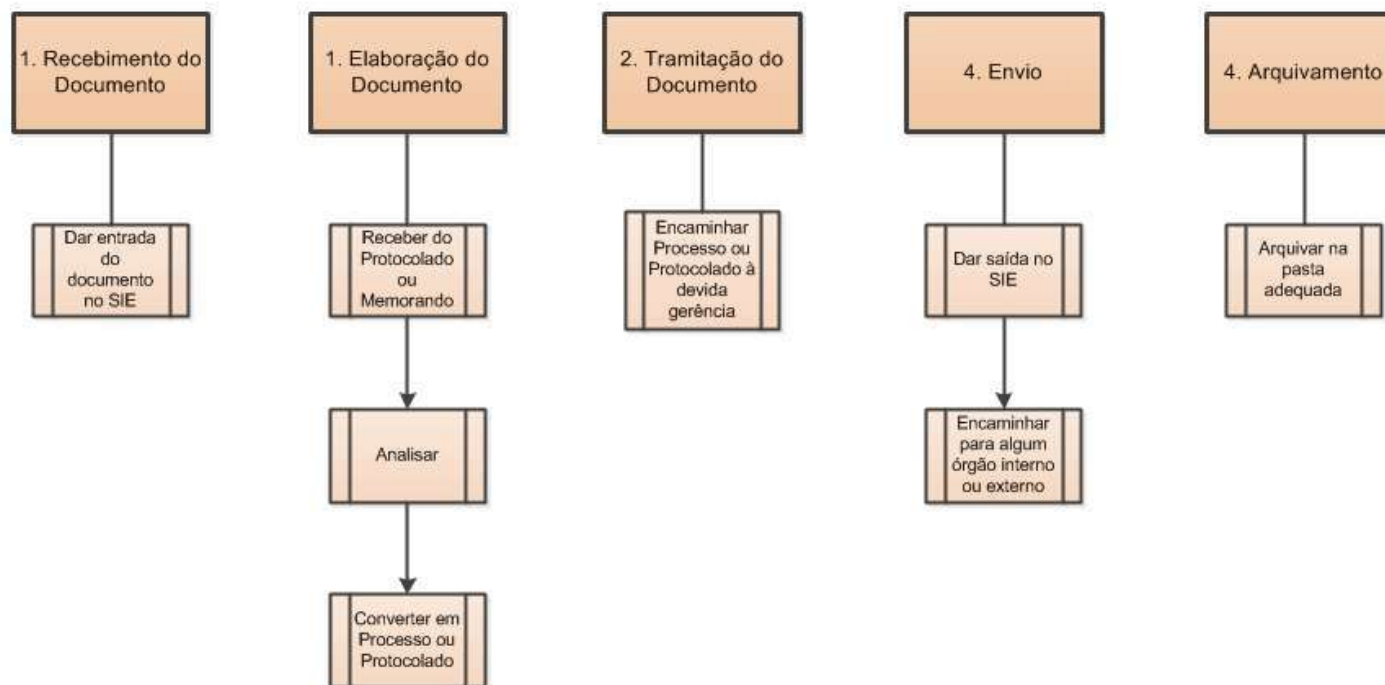 1. Recebimento do
Documento
1. Elaboração do
Documento
2. Tramitação do
Documento
4. Envio
4. Arquivamento
Dar entrada
do
documento
no SIE
Receber do
Protocolado
ou
Memorando
Encaminhar
Processo ou
Protocolado à
devida
gerência
Dar saída no
SIE
Arquivar na
pasta
adequada
Analisar
Encaminhar
para algum
órgão interno
ou externo
Converter em
Processo ou
Protocolado